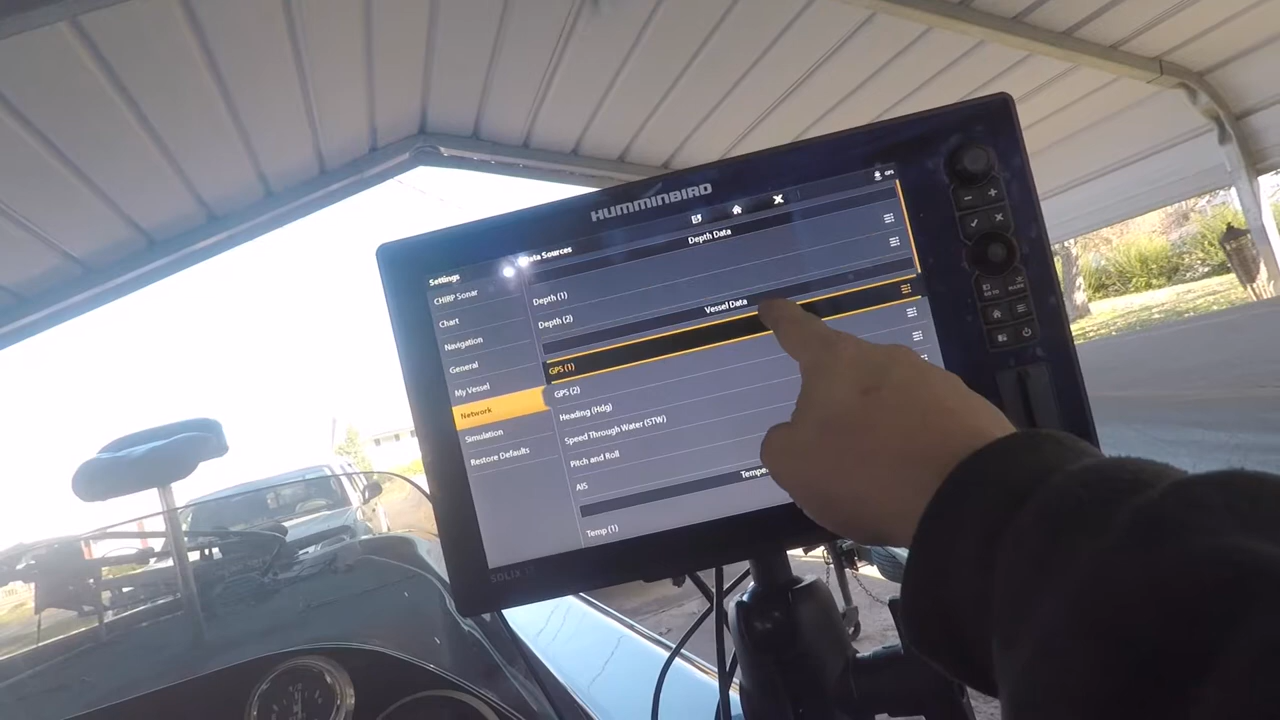 HUMMINBIRD
GPS
Settings
Data Sources
Depth Data
CHIRP Sonar
Chart
Navigation
General
My Vessel
Network
Simulation
Restore Defaults
Depth (1)
Depth (2)
Vessel Data
GPS (1)
GPS (2)
Heading (Hdg)
Speed Through Water (STW)
Pitch and Roll
AIS
Temp (1)
SOLIX